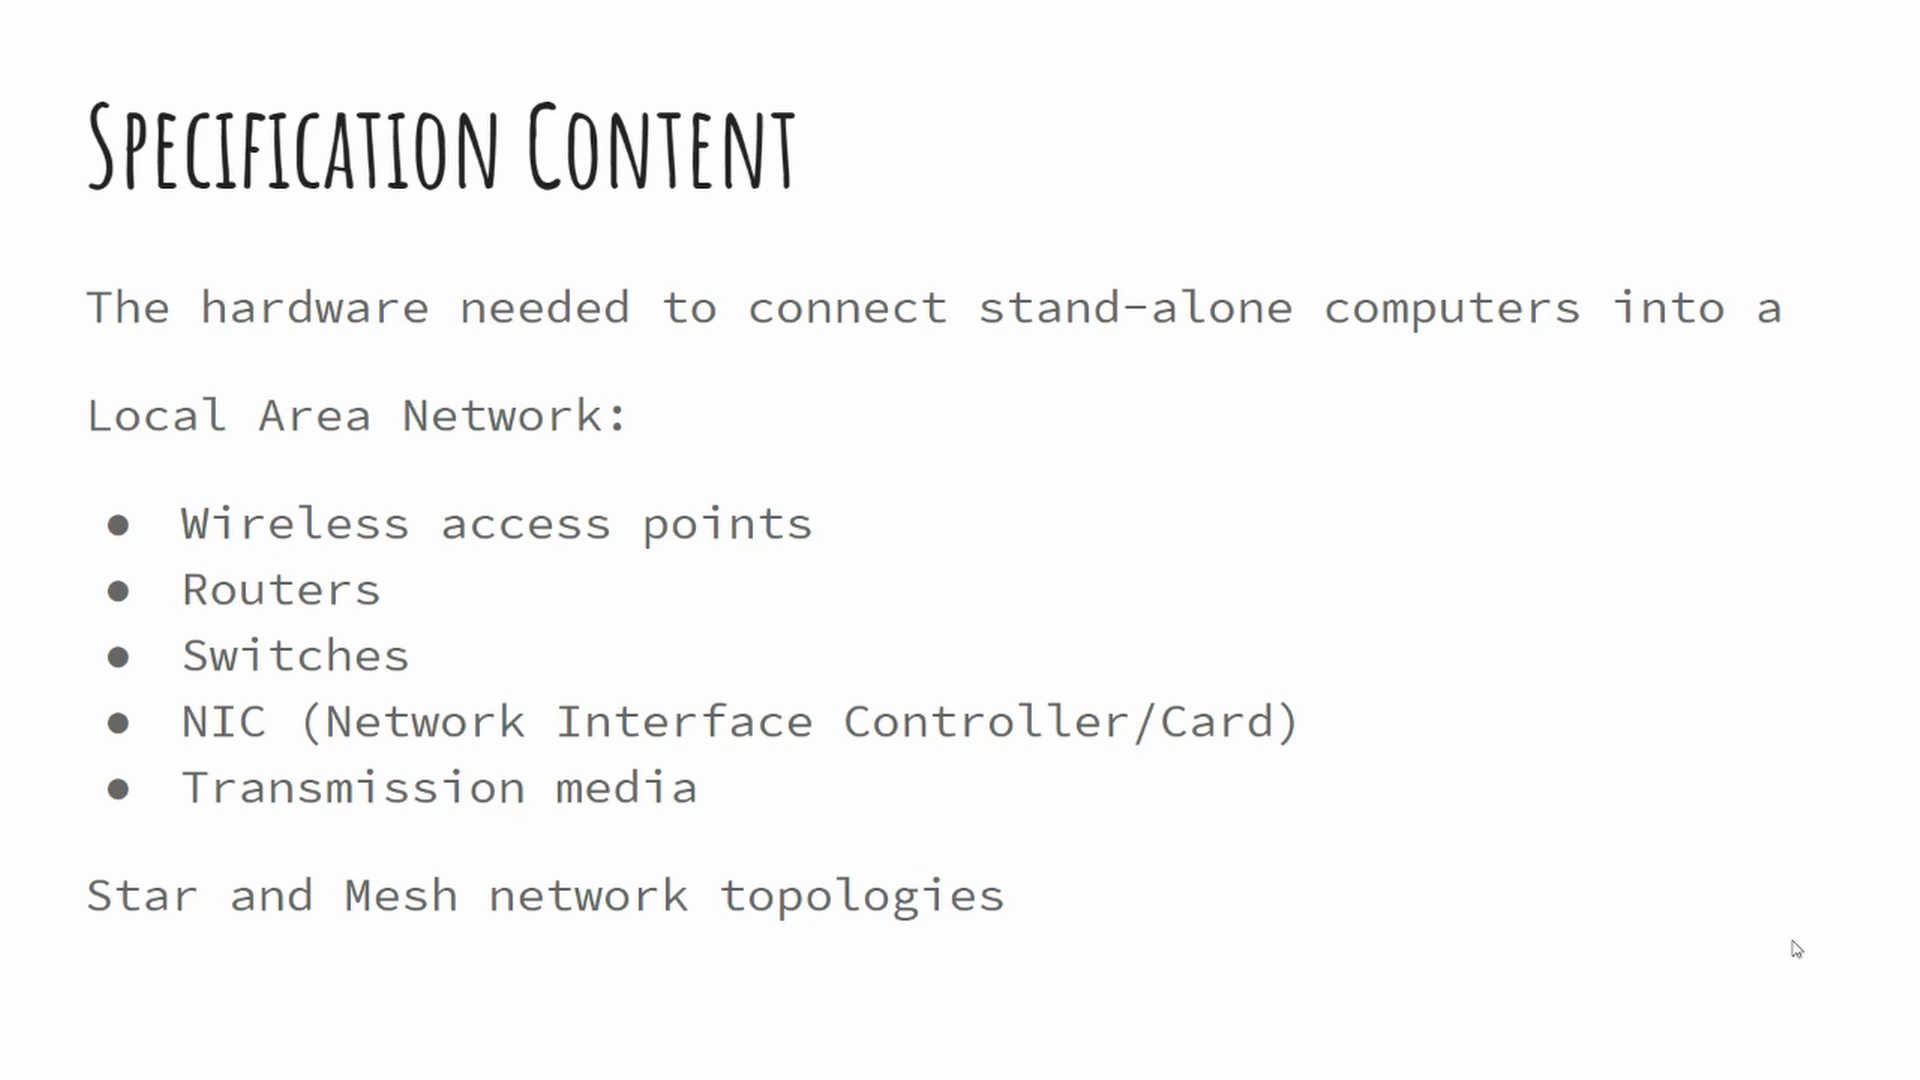 Specification Content
The hardware needed to connect stand-alone computers into a
Local Area Network:
● Wireless access points
● Routers
● Switches
● NIC (Network Interface Controller/Card)
● Transmission media
Star and Mesh network topologies